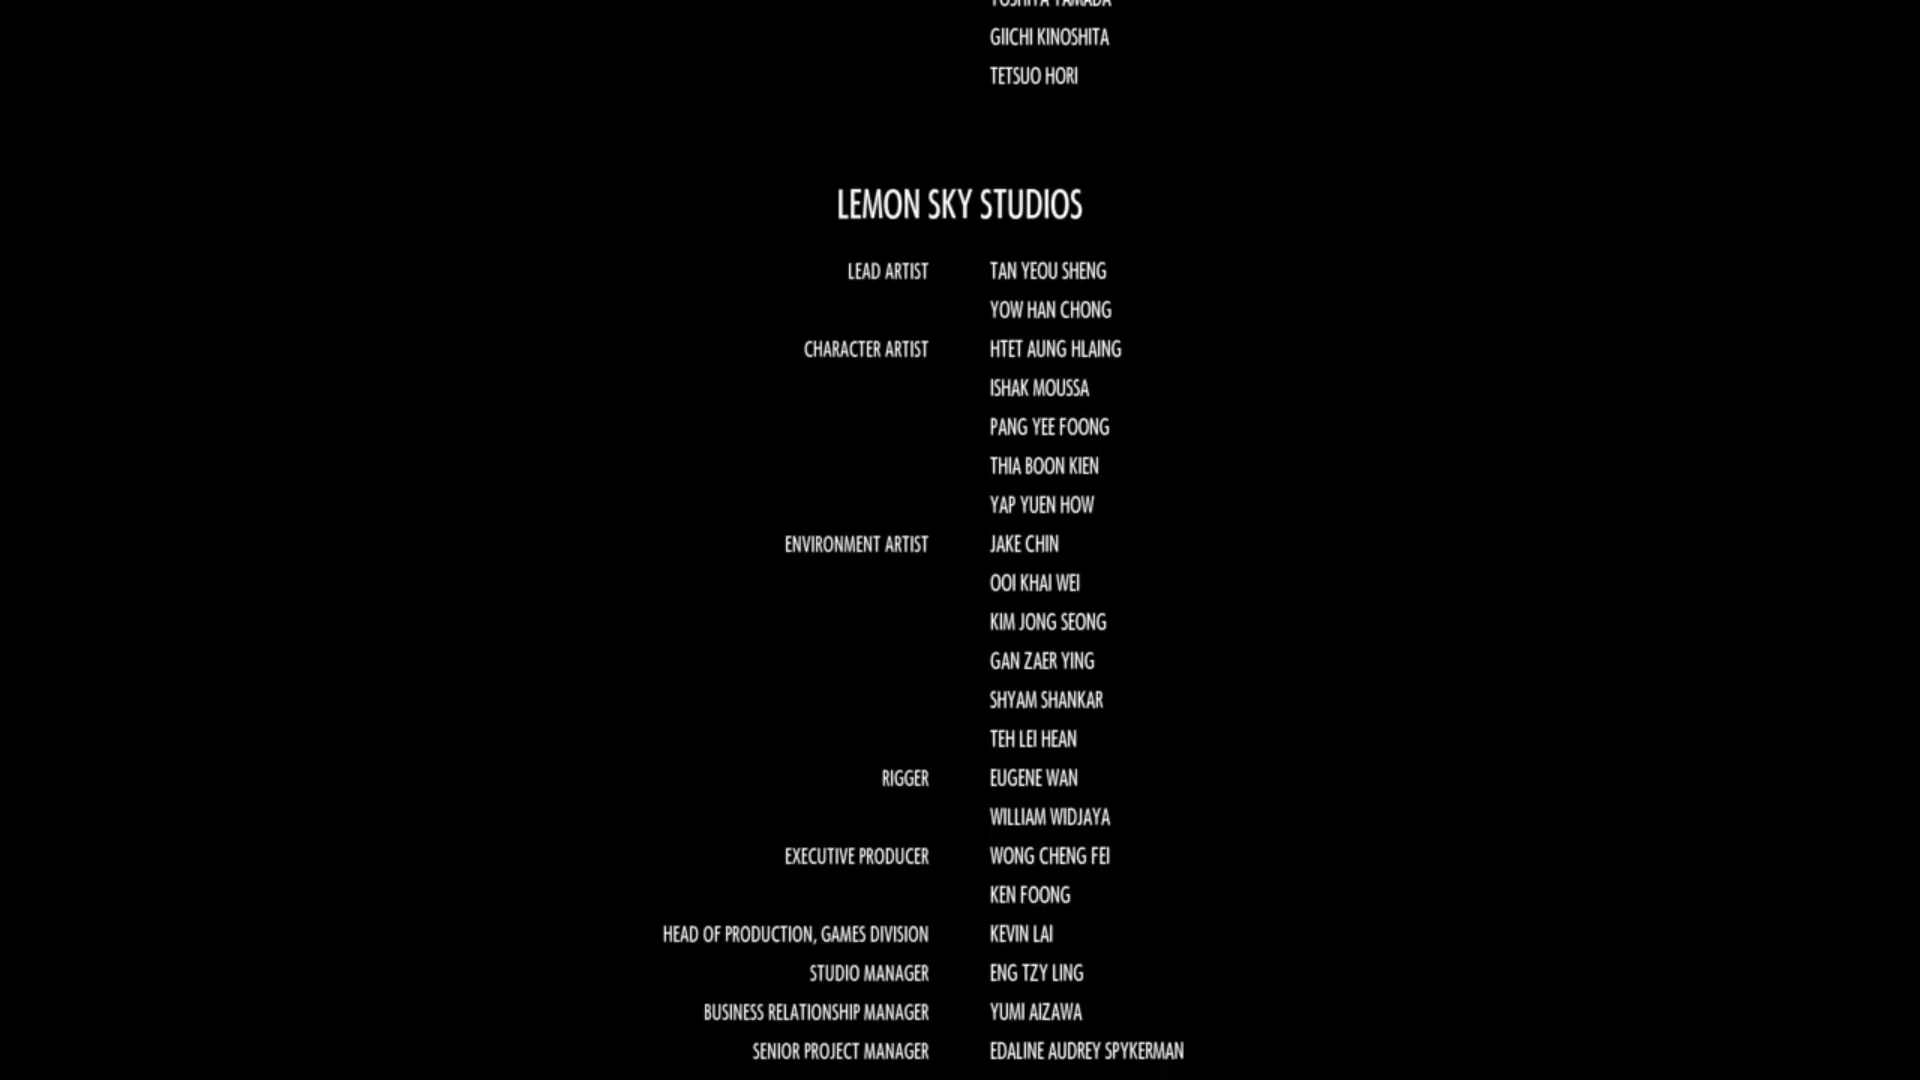 YOSHIYA YAMADA
GIICHI KINOSHITA
TETSUO HORI
LEMON SKY STUDIOS
LEAD ARTIST TAN YEOU SHENG
YOW HAN CHONG
CHARACTER ARTIST HTET AUNG HLAING
ISHAK MOUSSA
PANG YEE FOONG
THIA BOON KIEN
YAP YUEN HOW
ENVIRONMENT ARTIST JAKE CHIN
OOI KHAI WEI
KIM JONG SEONG
GAN ZAER YING
SHYAM SHANKAR
TEH LEI HEAN
RIGGER EUGENE WAN
WILLIAM WIDJAYA
EXECUTIVE PRODUCER WONG CHENG FEI
KEN FOONG
HEAD OF PRODUCTION, GAMES DIVISION KEVIN LAI
STUDIO MANAGER ENG TZY LING
BUSINESS RELATIONSHIP MANAGER YUMI AIZAWA
SENIOR PROJECT MANAGER EDALINE AUDREY SPYKERMAN